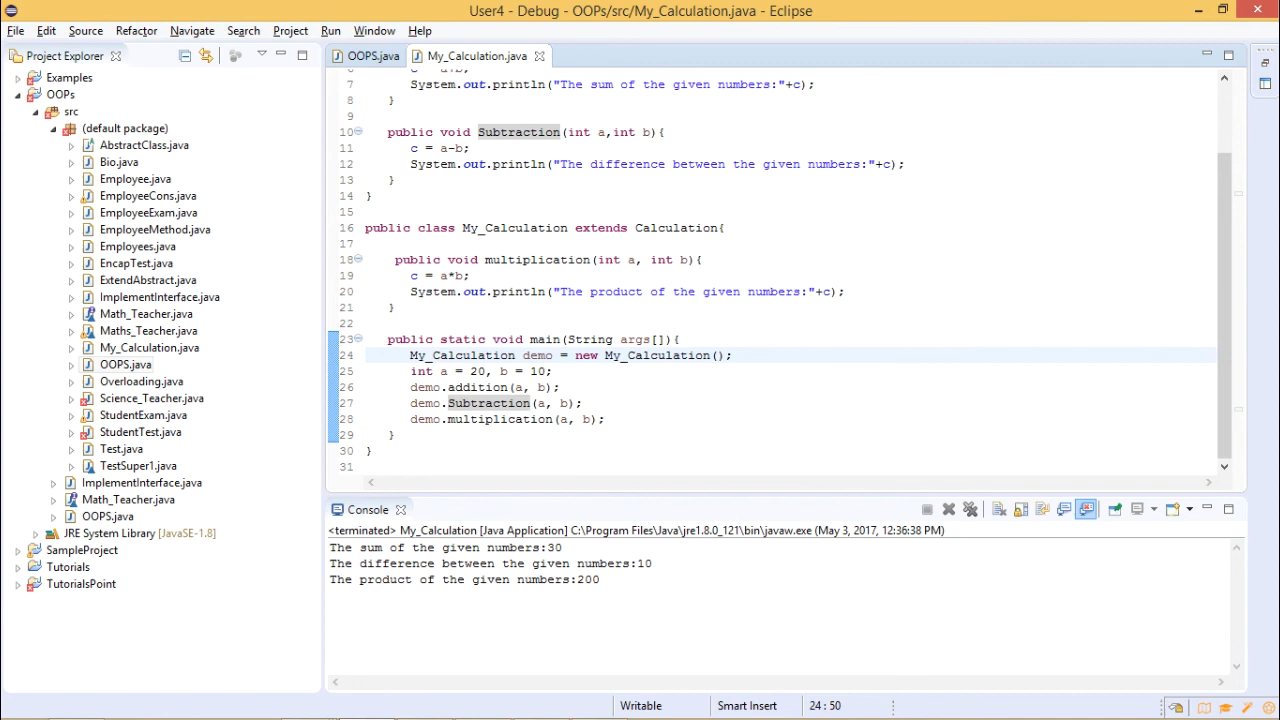 User4 - Debug - OOPs/src/My_Calculation.java - Eclipse
File Edit Source Refactor Navigate Search Project Run Window Help
Project Explorer
Examples
OOPs
src
(default package)
AbstractClass.java
Bio.java
Employee.java
EmployeeCons.java
EmployeeExam.java
EmployeeMethod.java
Employees.java
EncapTest.java
ExtendAbstract.java
ImplementInterface.java
Math_Teacher.java
Maths_Teacher.java
My_Calculation.java
OOPS.java
Overloading.java
Science_Teacher.java
StudentExam.java
StudentTest.java
Test.java
TestSuper1.java
ImplementInterface.java
Math_Teacher.java
OOPS.java
JRE System Library [JavaSE-1.8]
SampleProject
Tutorials
TutorialsPoint
OOPS.java My_Calculation.java
6 c = a+b;
7 System.out.println("The sum of the given numbers:"+c);
8 }
9
10 public void Subtraction(int a,int b){
11 c = a-b;
12 System.out.println("The difference between the given numbers:"+c);
13 }
14 }
15
16 public class My_Calculation extends Calculation{
17
18 public void multiplication(int a, int b){
19 c = a*b;
20 System.out.println("The product of the given numbers:"+c);
21 }
22
23 public static void main(String args[]){
24 My_Calculation demo = new My_Calculation();
25 int a = 20, b = 10;
26 demo.addition(a, b);
27 demo.Subtraction(a, b);
28 demo.multiplication(a, b);
29 }
30 }
31
Console
<terminated> My_Calculation [Java Application] C:\Program Files\Java\jre1.8.0_121\bin\javaw.exe (May 3, 2017, 12:36:38 PM)
The sum of the given numbers:30
The difference between the given numbers:10
The product of the given numbers:200
Writable Smart Insert 24 : 50